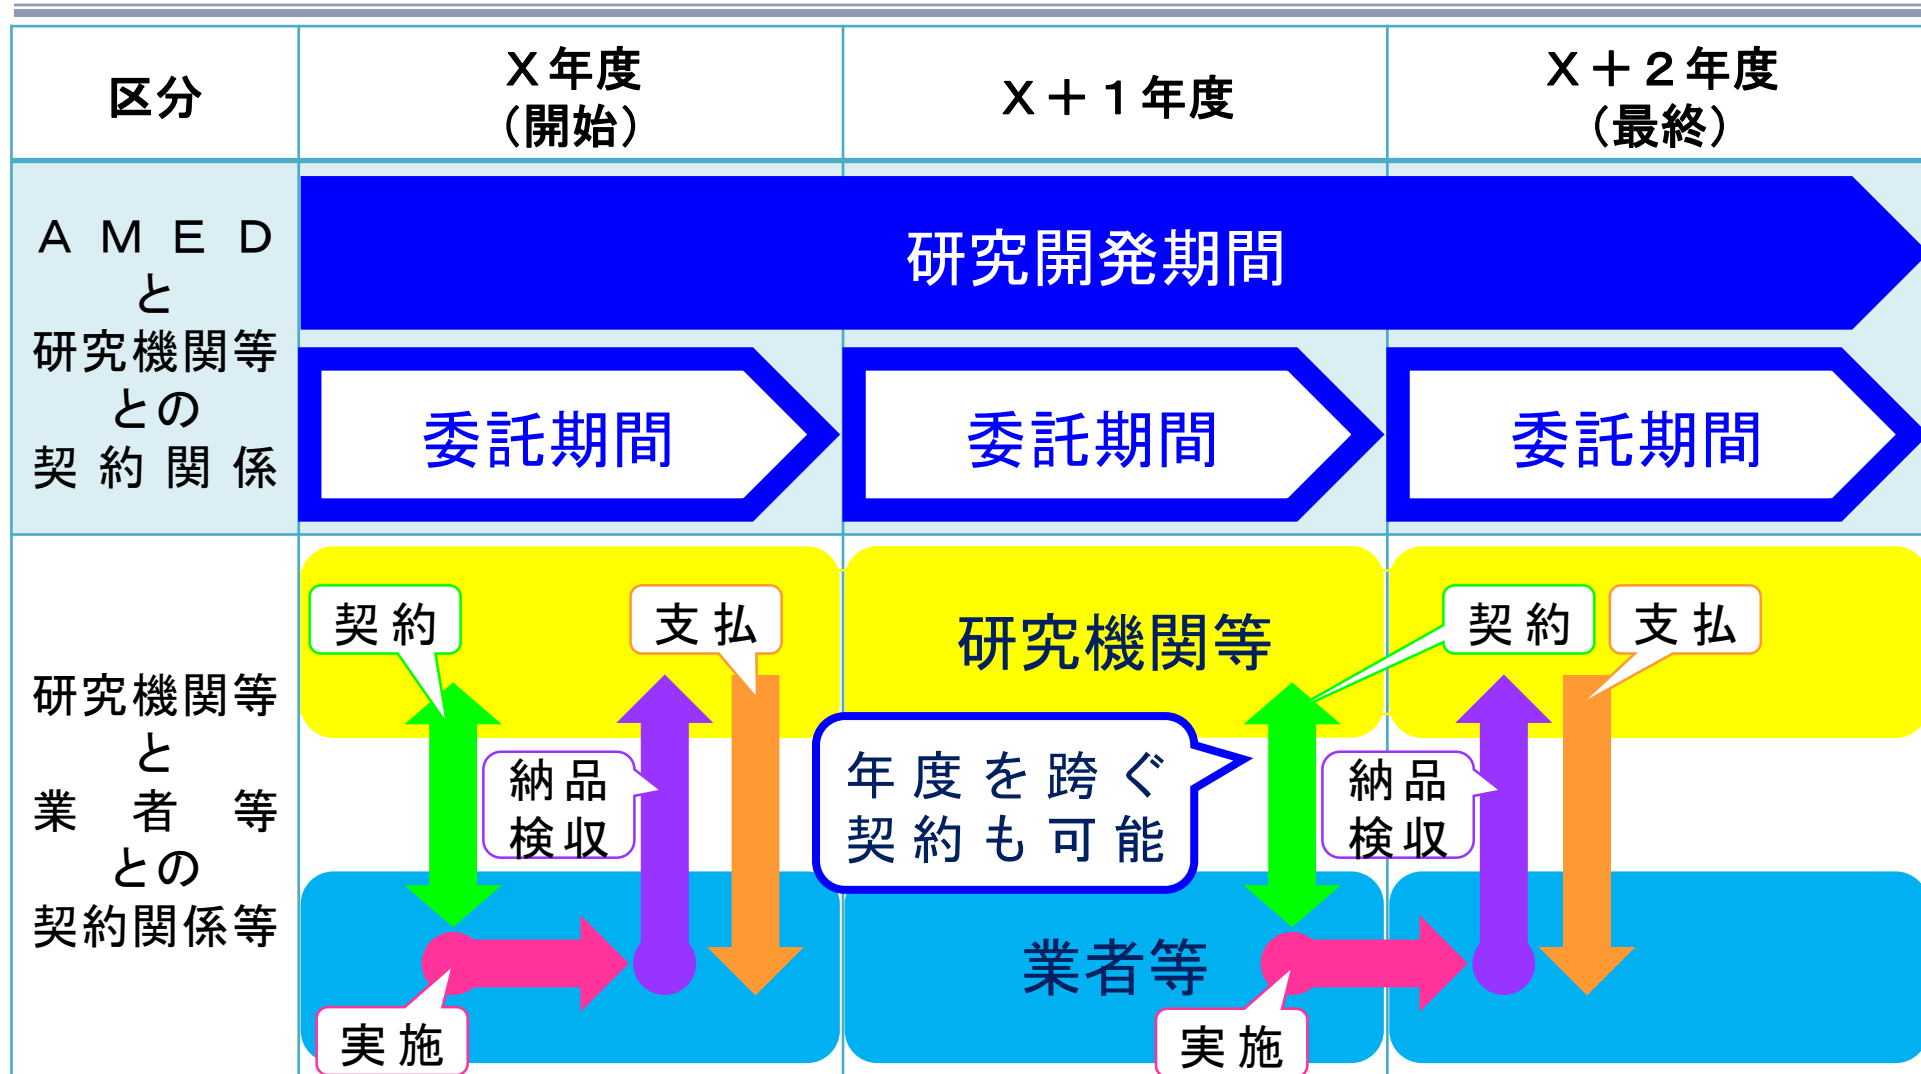 区分
Ｘ年度
（開始）
Ｘ＋１年度
Ｘ＋２年度
（最終）
ＡＭＥＤ
と
研究機関等
との
契約関係
研究開発期間
委託期間
委託期間
委託期間
研究機関等
と
業者等
との
契約関係等
契約
支払
研究機関等
契約
支払
納品
検収
年度を跨ぐ
契約も可能
納品
検収
業者等
実施
実施